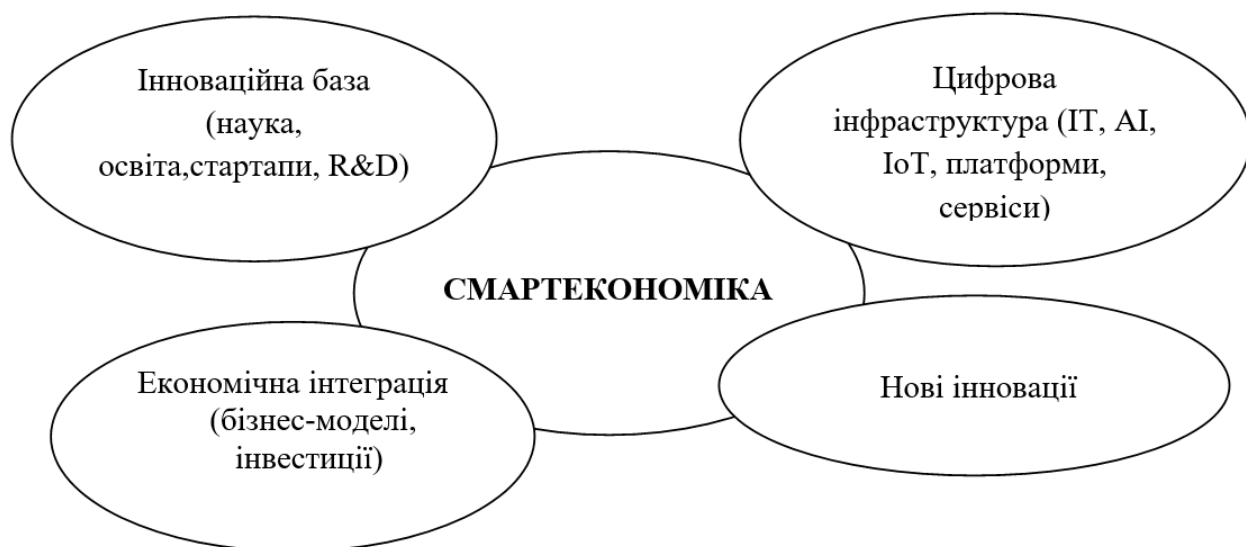 Інноваційна база
(наука,
освіта,стартапи, R&D)
Цифрова
інфраструктура (IT, AI,
IoT, платформи,
сервіси)
СМАРТЕКОНОМІКА
Економічна інтеграція
(бізнес-моделі,
інвестиції)
Нові інновації